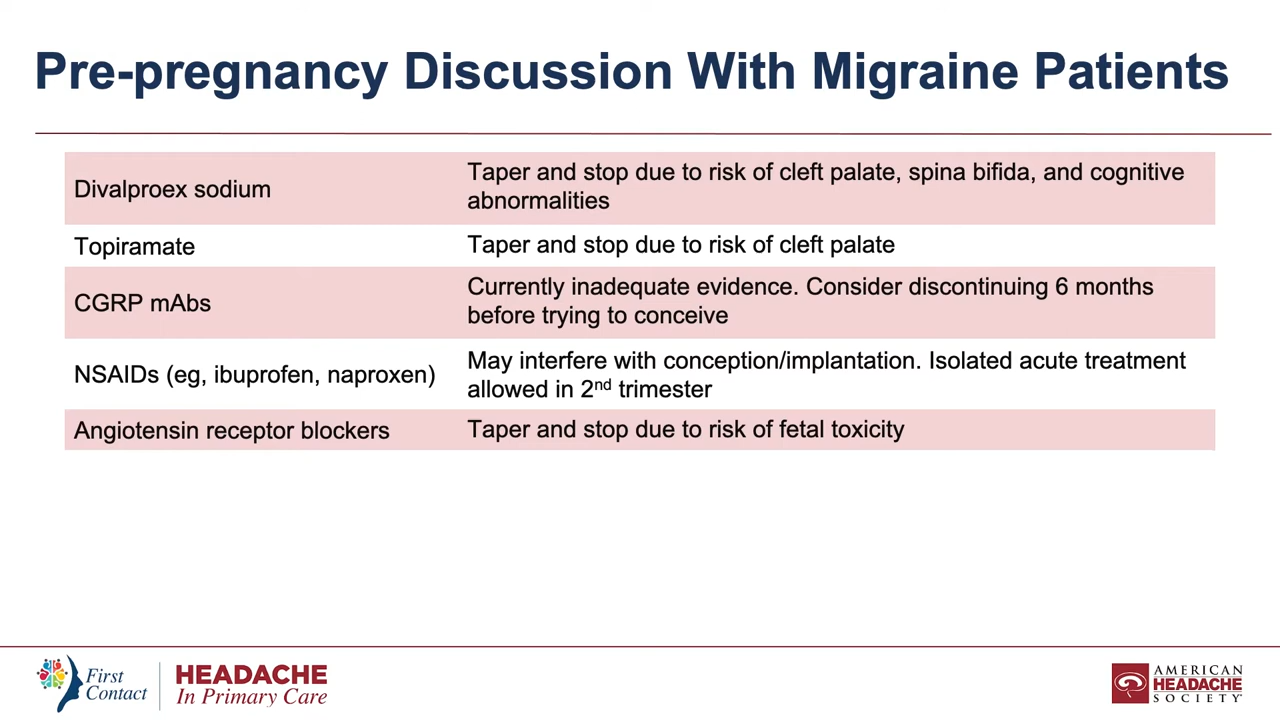 Pre-pregnancy Discussion With Migraine Patients
Divalproex sodium
Taper and stop due to risk of cleft palate, spina bifida, and cognitive
abnormalities
Topiramate
Taper and stop due to risk of cleft palate
CGRP mAbs
Currently inadequate evidence. Consider discontinuing 6 months
before trying to conceive
NSAIDs (eg, ibuprofen, naproxen)
May interfere with conception/implantation. Isolated acute treatment
allowed in 2nd trimester
Angiotensin receptor blockers
Taper and stop due to risk of fetal toxicity
First
Contact
HEADACHE
In Primary Care
AMERICAN
HEADACHE
SOCIETY